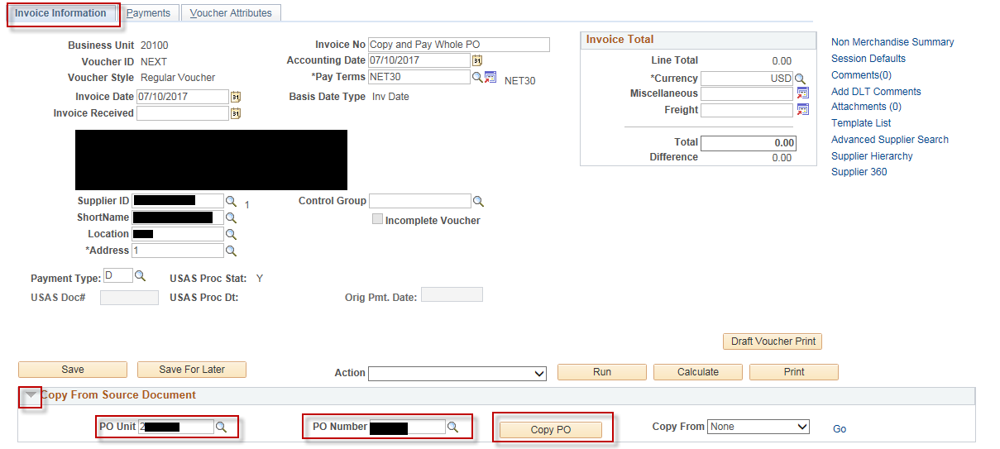 Invoice Information Payments Voucher Attributes
Business Unit 20100
Voucher ID NEXT
Voucher Style Regular Voucher
Invoice Date 07/10/2017
Invoice Received
Invoice No Copy and Pay Whole PO
Accounting Date 07/10/2017
*Pay Terms NET30 NET30
Basis Date Type Inv Date
Invoice Total
Line Total 0.00
*Currency USD
Miscellaneous
Freight
Total 0.00
Difference 0.00
Non Merchandise Summary
Session Defaults
Comments(0)
Add DLT Comments
Attachments (0)
Template List
Advanced Supplier Search
Supplier Hierarchy
Supplier 360
Supplier ID 1
ShortName
Location
*Address 1
Control Group
Incomplete Voucher
Payment Type: D USAS Proc Stat: Y
USAS Doc# USAS Proc Dt: Orig Pmt. Date:
Draft Voucher Print
Save Save For Later Action Run Calculate Print
Copy From Source Document
PO Unit 2 PO Number Copy PO Copy From None Go